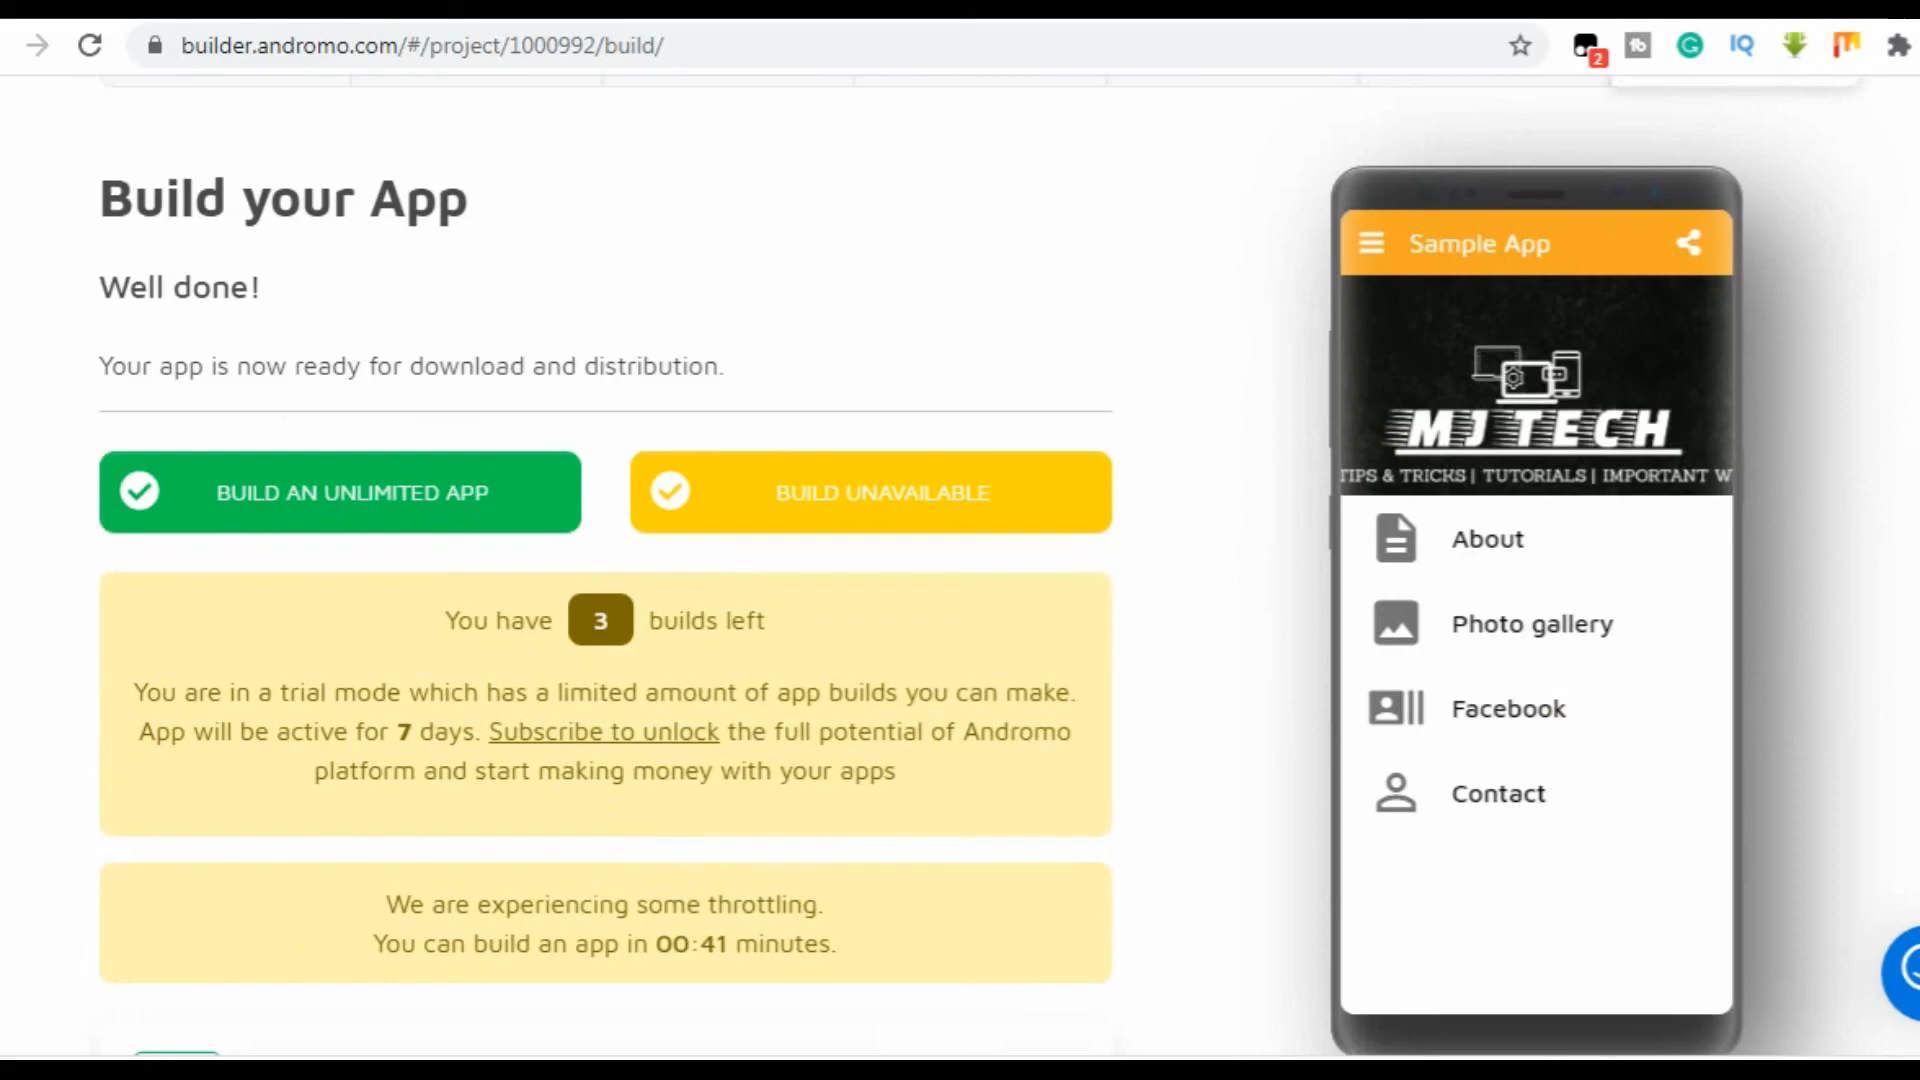 builder.andromo.com/#/project/1000992/build/
2
tb
G
IQ
Build your App
Well done!
Your app is now ready for download and distribution.
BUILD AN UNLIMITED APP
BUILD UNAVAILABLE
You have 3 builds left
You are in a trial mode which has a limited amount of app builds you can make.
App will be active for 7 days. Subscribe to unlock the full potential of Andromo
platform and start making money with your apps
We are experiencing some throttling.
You can build an app in 00:41 minutes.
Sample App
MJ TECH
TIPS & TRICKS | TUTORIALS | IMPORTANT W
About
Photo gallery
Facebook
Contact